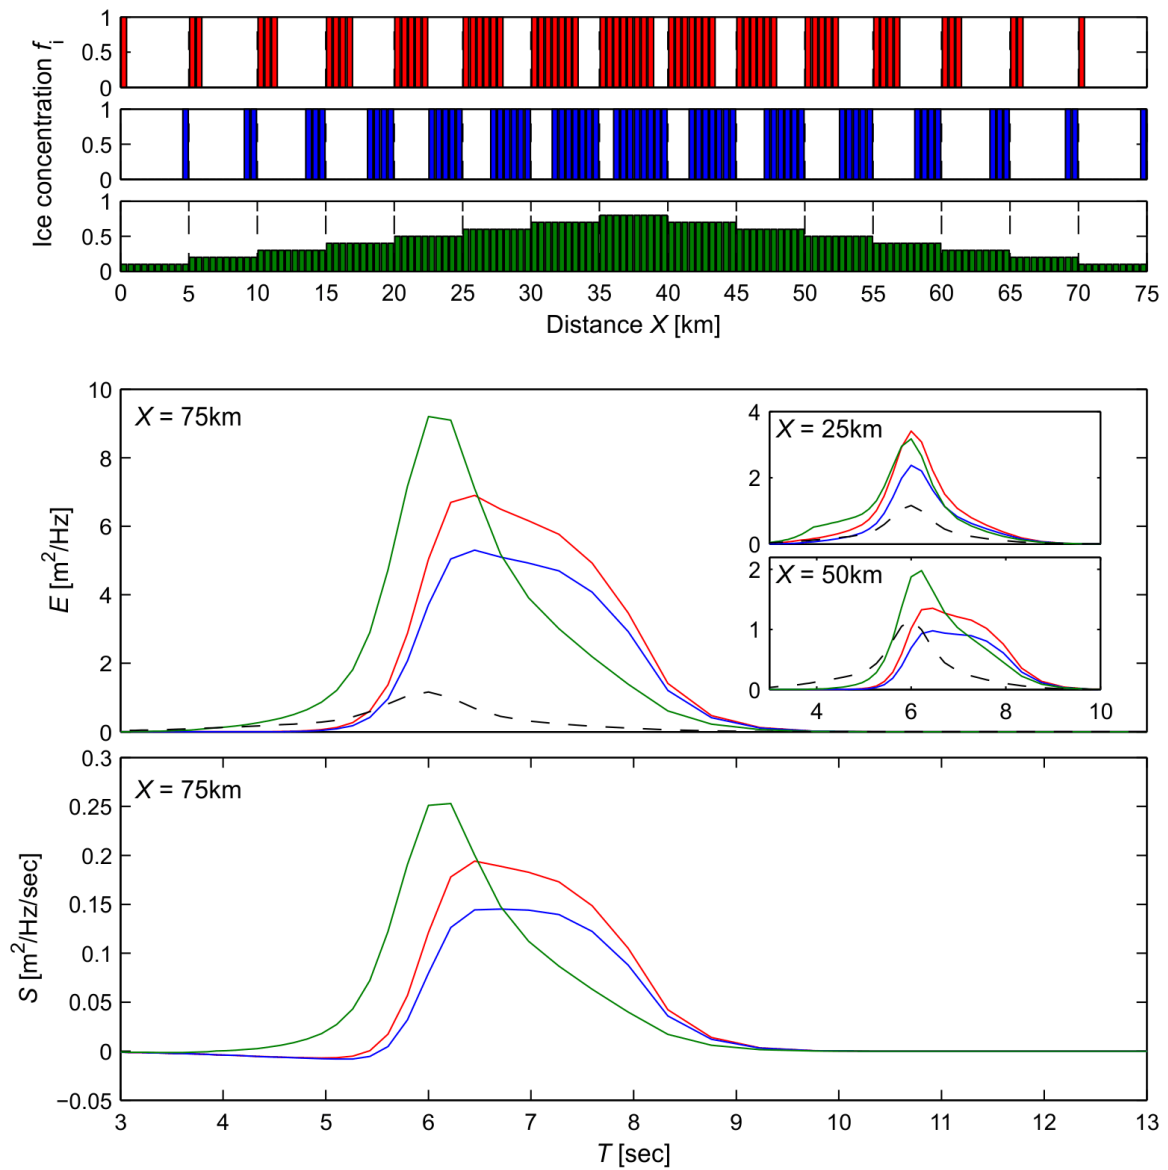 Ice concentration fi
1
0.5
0
1
0.5
0
1
0.5
0
0 5 10 15 20 25 30 35 40 45 50 55 60 65 70 75
Distance X [km]
E [m2/Hz]
10
8
6
4
2
0
X = 75km
4
2
0
X = 25km
2
1
0
X = 50km
4 6 8 10
S [m2/Hz/sec]
0.3
0.25
0.2
0.15
0.1
0.05
0
−0.05
X = 75km
3 4 5 6 7 8 9 10 11 12 13
T [sec]